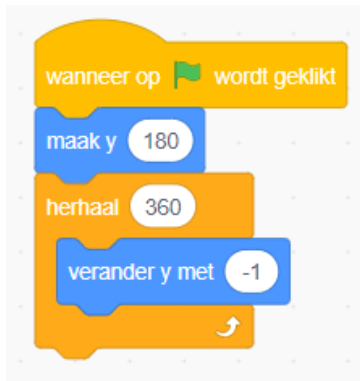 wanneer op wordt geklikt
maak y 180
herhaal 360
verander y met -1